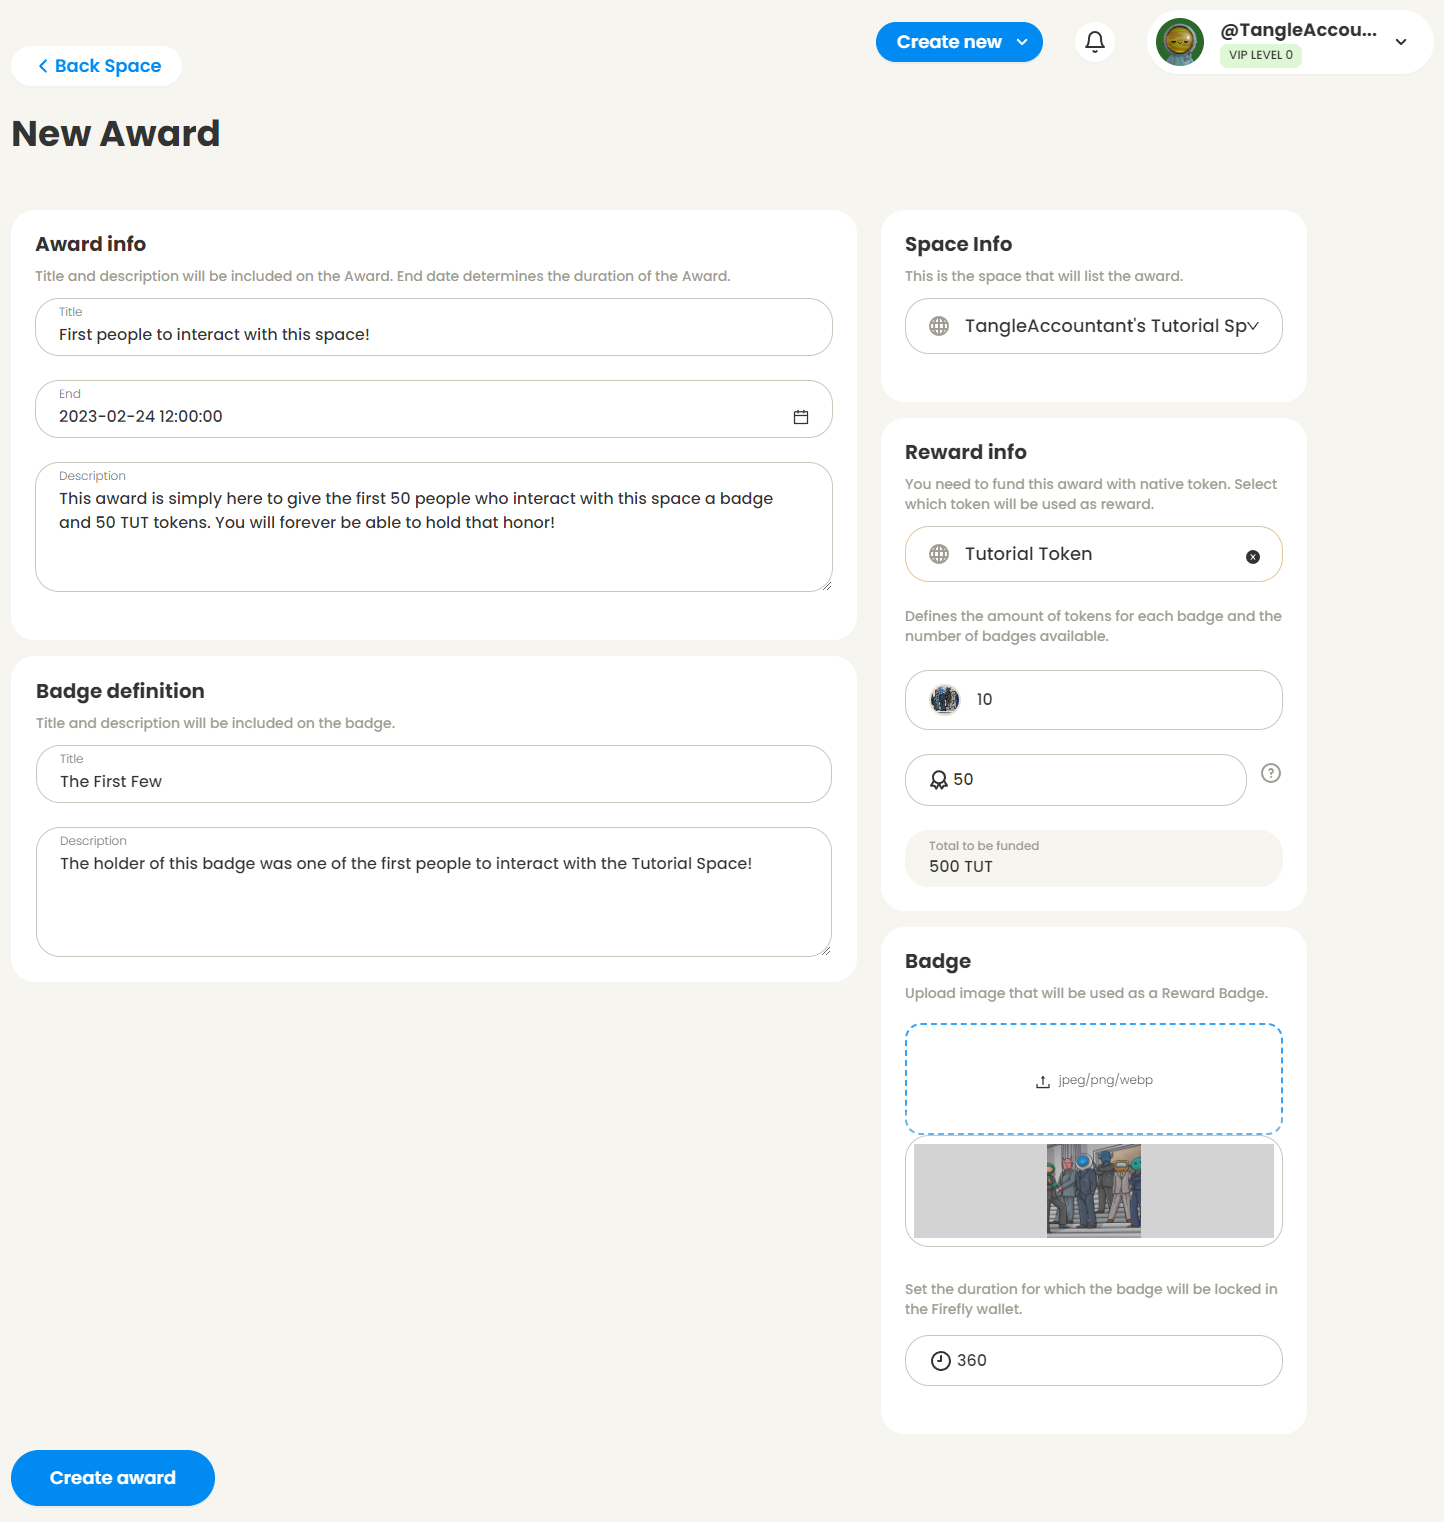 Back Space
Create new
@TangleAccou...
VIP LEVEL 0
New Award
Award info
Title and description will be included on the Award. End date determines the duration of the Award.
Title
First people to interact with this space!
End
2023-02-24 12:00:00
Description
This award is simply here to give the first 50 people who interact with this space a badge
and 50 TUT tokens. You will forever be able to hold that honor!
Badge definition
Title and description will be included on the badge.
Title
The First Few
Description
The holder of this badge was one of the first people to interact with the Tutorial Space!
Space Info
This is the space that will list the award.
TangleAccountant's Tutorial Sp
Reward info
You need to fund this award with native token. Select
which token will be used as reward.
Tutorial Token
Defines the amount of tokens for each badge and the
number of badges available.
10
50
Total to be funded
500 TUT
Badge
Upload image that will be used as a Reward Badge.
jpeg/png/webp
Set the duration for which the badge will be locked in
the Firefly wallet.
360
Create award